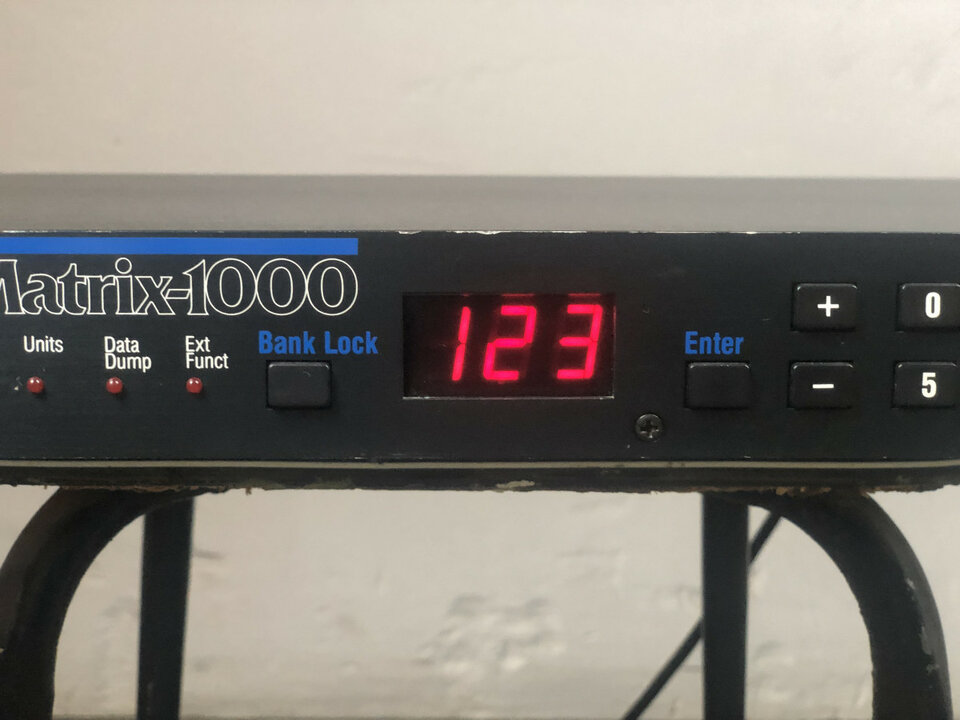 Matrix-1000
Units
Data
Dump
Ext
Funct
Bank Lock
123
Enter
+
0
–
5